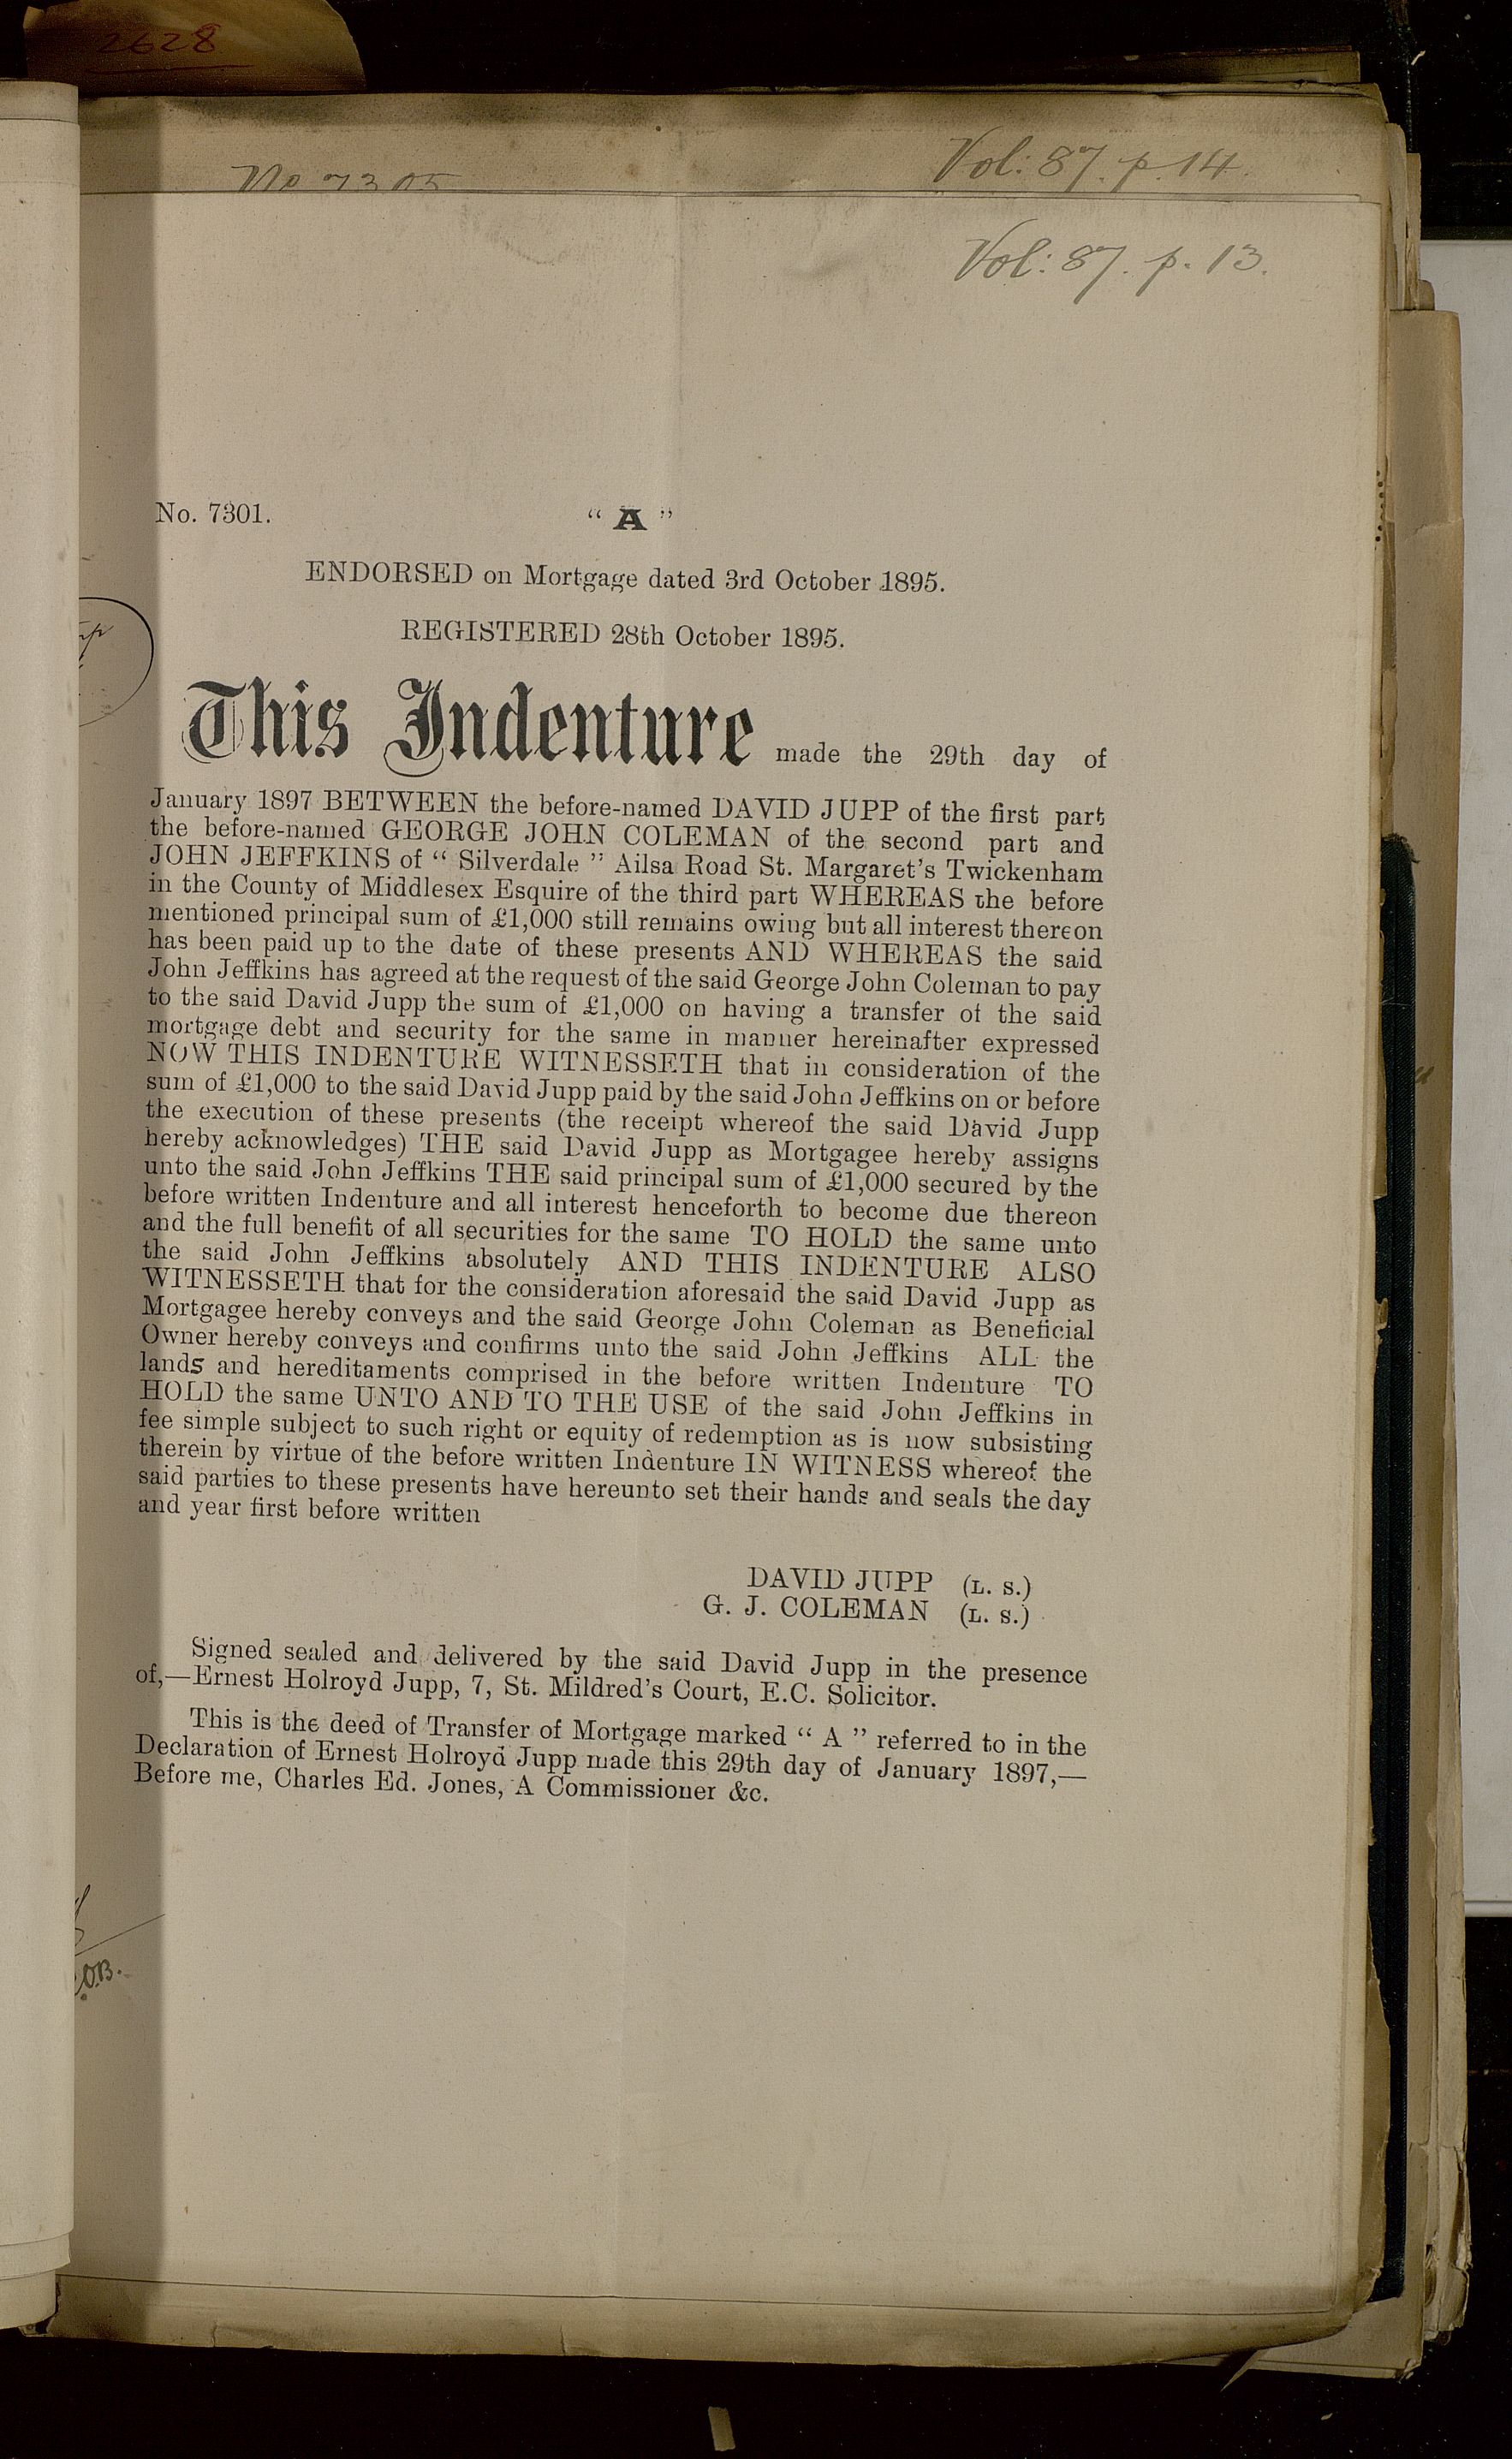 2628
No 7305
Vol: 87. p. 14.
Vol: 87. p. 13.
No. 7301.
“ A ”
ENDORSED on Mortgage dated 3rd October 1895.
REGISTERED 28th October 1895.
This Indenture made the 29th day of
January 1897 BETWEEN the before-named DAVID JUPP of the first part
the before-named GEORGE JOHN COLEMAN of the second part and
JOHN JEFFKINS of “ Silverdale ” Ailsa Road St. Margaret’s Twickenham
in the County of Middlesex Esquire of the third part WHEREAS the before
mentioned principal sum of £1,000 still remains owing but all interest thereon
has been paid up to the date of these presents AND WHEREAS the said
John Jeffkins has agreed at the request of the said George John Coleman to pay
to the said David Jupp the sum of £1,000 on having a transfer of the said
mortgage debt and security for the same in manner hereinafter expressed
NOW THIS INDENTURE WITNESSETH that in consideration of the
sum of £1,000 to the said David Jupp paid by the said John Jeffkins on or before
the execution of these presents (the receipt whereof the said David Jupp
hereby acknowledges) THE said David Jupp as Mortgagee hereby assigns
unto the said John Jeffkins THE said principal sum of £1,000 secured by the
before written Indenture and all interest henceforth to become due thereon
and the full benefit of all securities for the same TO HOLD the same unto
the said John Jeffkins absolutely AND THIS INDENTURE ALSO
WITNESSETH that for the consideration aforesaid the said David Jupp as
Mortgagee hereby conveys and the said George John Coleman as Beneficial
Owner hereby conveys and confirms unto the said John Jeffkins ALL the
lands and hereditaments comprised in the before written Indenture TO
HOLD the same UNTO AND TO THE USE of the said John Jeffkins in
fee simple subject to such right or equity of redemption as is now subsisting
therein by virtue of the before written Indenture IN WITNESS whereof the
said parties to these presents have hereunto set their hands and seals the day
and year first before written
DAVID JUPP (L. S.)
G. J. COLEMAN (L. S.)
Signed sealed and delivered by the said David Jupp in the presence
of,—Ernest Holroyd Jupp, 7, St. Mildred’s Court, E.C. Solicitor.
This is the deed of Transfer of Mortgage marked “ A ” referred to in the
Declaration of Ernest Holroyd Jupp made this 29th day of January 1897,—
Before me, Charles Ed. Jones, A Commissioner &c.